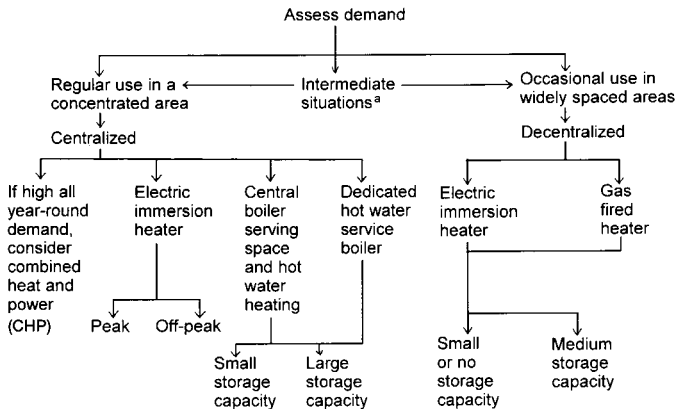 Assess demand
Regular use in a
concentrated area
Intermediate
situationsᵃ
Occasional use in
widely spaced areas
Centralized
Decentralized
If high all
year-round
demand,
consider
combined
heat and
power
(CHP)
Electric
immersion
heater
Central
boiler
serving
space
and hot
water
heating
Dedicated
hot water
service
boiler
Electric
immersion
heater
Gas
fired
heater
Peak
Off-peak
Small
storage
capacity
Large
storage
capacity
Small
or no
storage
capacity
Medium
storage
capacity